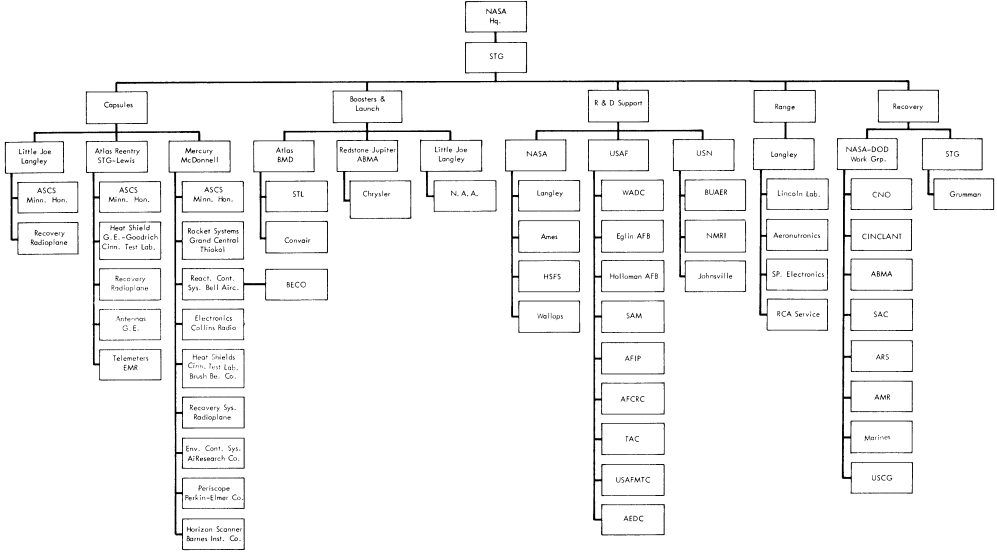 NASA
Hq.
STG
Capsules
Boosters &
Launch
R & D Support
Range
Recovery
Little Joe
Langley
Atlas Reentry
STG-Lewis
Mercury
McDonnell
Atlas
BMD
Redstone Jupiter
ABMA
Little Joe
Langley
NASA
USAF
USN
Langley
NASA-DOD
Work Grp.
STG
ASCS
Minn. Hon.
Recovery
Radioplane
ASCS
Minn. Hon.
Heat Shield
G.E.-Goodrich
Cinn. Test Lab.
Recovery
Radioplane
Antennas
G.E.
Telemeters
EMR
ASCS
Minn. Hon.
Rocket Systems
Grand Central
Thiokol
React. Cont.
Sys. Bell Airc.
BECO
Electronics
Collins Radio
Heat Shields
Cinn. Test Lab.
Brush Be. Co.
Recovery Sys.
Radioplane
Env. Cont. Sys.
AiResearch Co.
Periscope
Perkin-Elmer Co.
Horizon Scanner
Barnes Inst. Co.
STL
Convair
Chrysler
N.A.A.
Langley
Ames
HSFS
Wallops
WADC
Eglin AFB
Holloman AFB
SAM
AFIP
AFCRC
TAC
USAFMTC
AEDC
BUAER
NMRI
Johnsville
Lincoln Lab.
Aeronutronics
SP. Electronics
RCA Service
CNO
CINCLANT
ABMA
SAC
ARS
AMR
Marines
USCG
Grumman